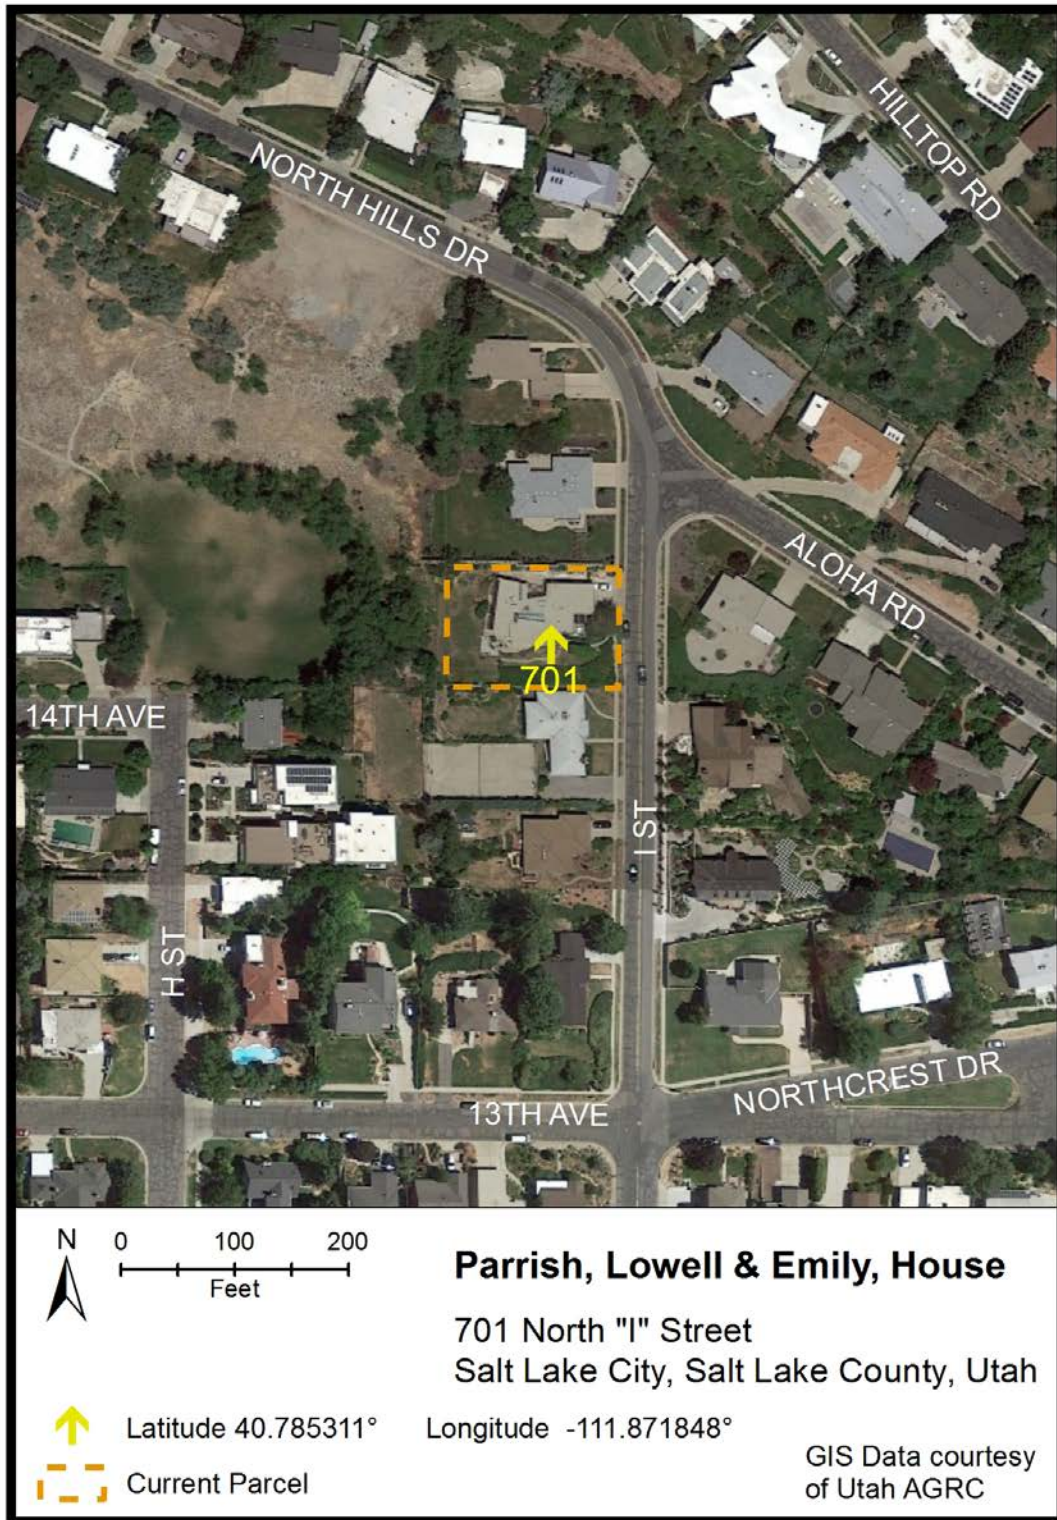 HILLTOP RD
NORTH HILLS DR
ALOHA RD
701
14TH AVE
I ST
H ST
NORTHCREST DR
13TH AVE
N
0 100 200
Feet
Parrish, Lowell & Emily, House
701 North "I" Street
Salt Lake City, Salt Lake County, Utah
Latitude 40.785311° Longitude -111.871848°
Current Parcel
GIS Data courtesy
of Utah AGRC